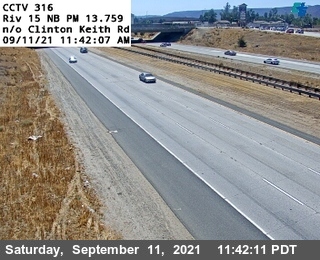 CCTV 316
Riv 15 NB PM 13.759
n/o Clinton Keith Rd
09/11/21 11:42:07 AM
Saturday, September 11, 2021 11:42:11 PDT